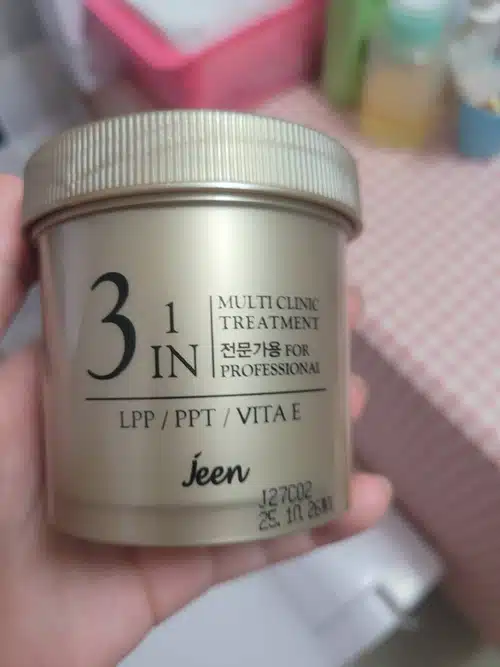 3 IN 1
MULTI CLINIC
TREATMENT
전문가용 FOR
PROFESSIONAL
LPP / PPT / VITA E
Jeen
J27C02
25. 10. 26